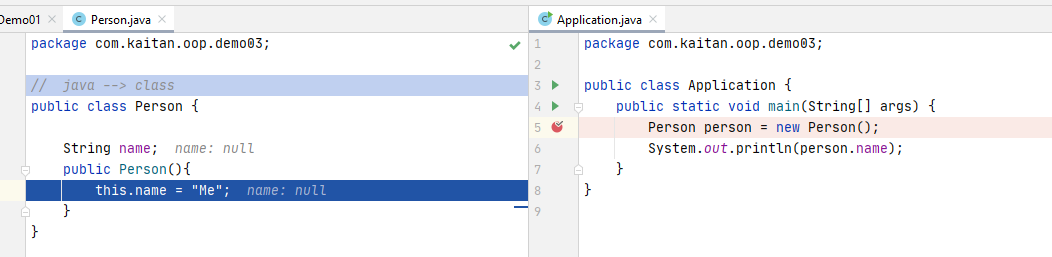 Demo01
Person.java
package com.kaitan.oop.demo03;
//  java --> class
public class Person {
String name;  name: null
public Person(){
this.name = "Me";  name: null
}
}
Application.java
1 package com.kaitan.oop.demo03;
2
3 public class Application {
4 public static void main(String[] args) {
5 Person person = new Person();
6 System.out.println(person.name);
7 }
8 }
9